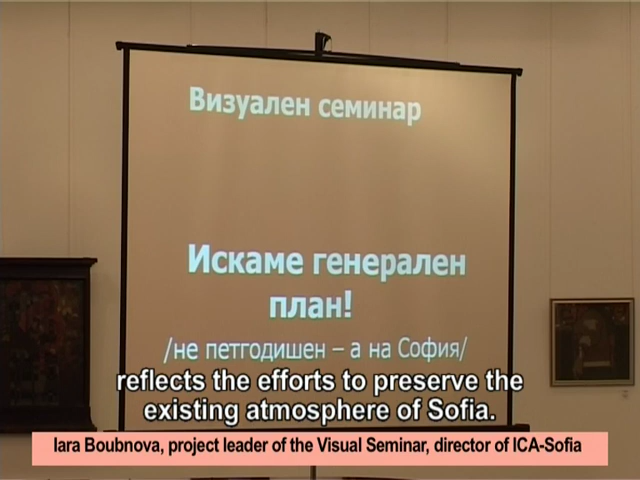 Визуален семинар
Искаме генерален
план!
/не петгодишен – а на София/
reflects the efforts to preserve the
existing atmosphere of Sofia.
Iara Boubnova, project leader of the Visual Seminar, director of ICA-Sofia